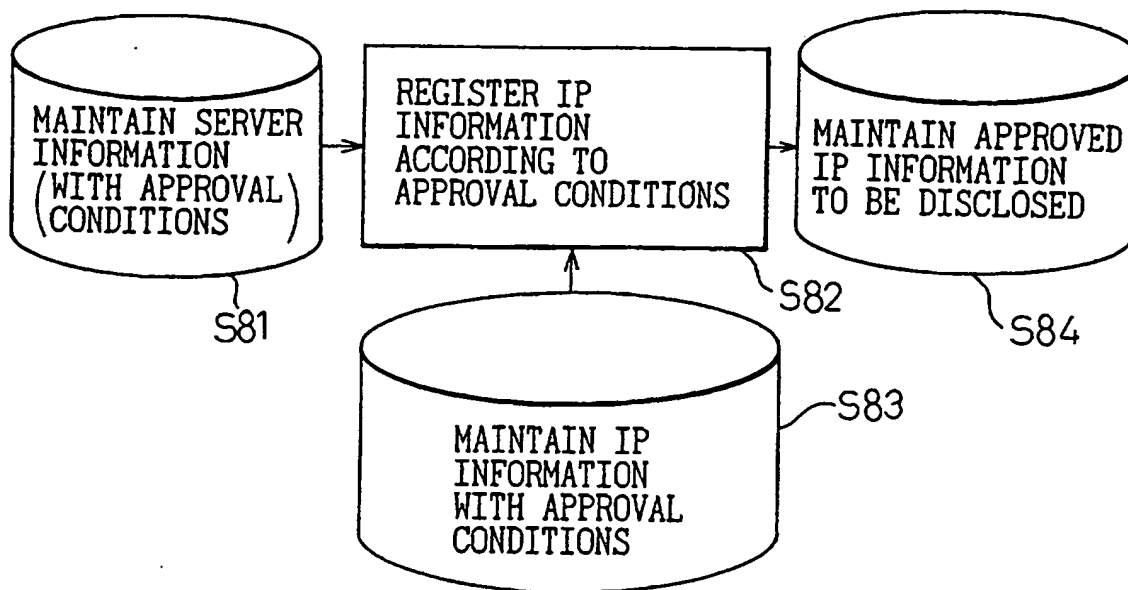 MAINTAIN SERVER
INFORMATION
(WITH APPROVAL
CONDITIONS)
S81
REGISTER IP
INFORMATION
ACCORDING TO
APPROVAL CONDITIONS
S82
MAINTAIN APPROVED
IP INFORMATION
TO BE DISCLOSED
S84
MAINTAIN IP
INFORMATION
WITH APPROVAL
CONDITIONS
S83